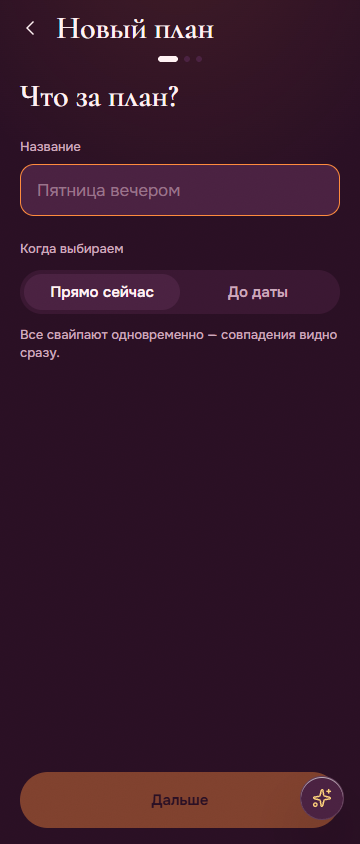 Новый план
Что за план?
Название
Пятница вечером
Когда выбираем
Прямо сейчас
До даты
Все свайпают одновременно — совпадения видно
сразу.
Дальше